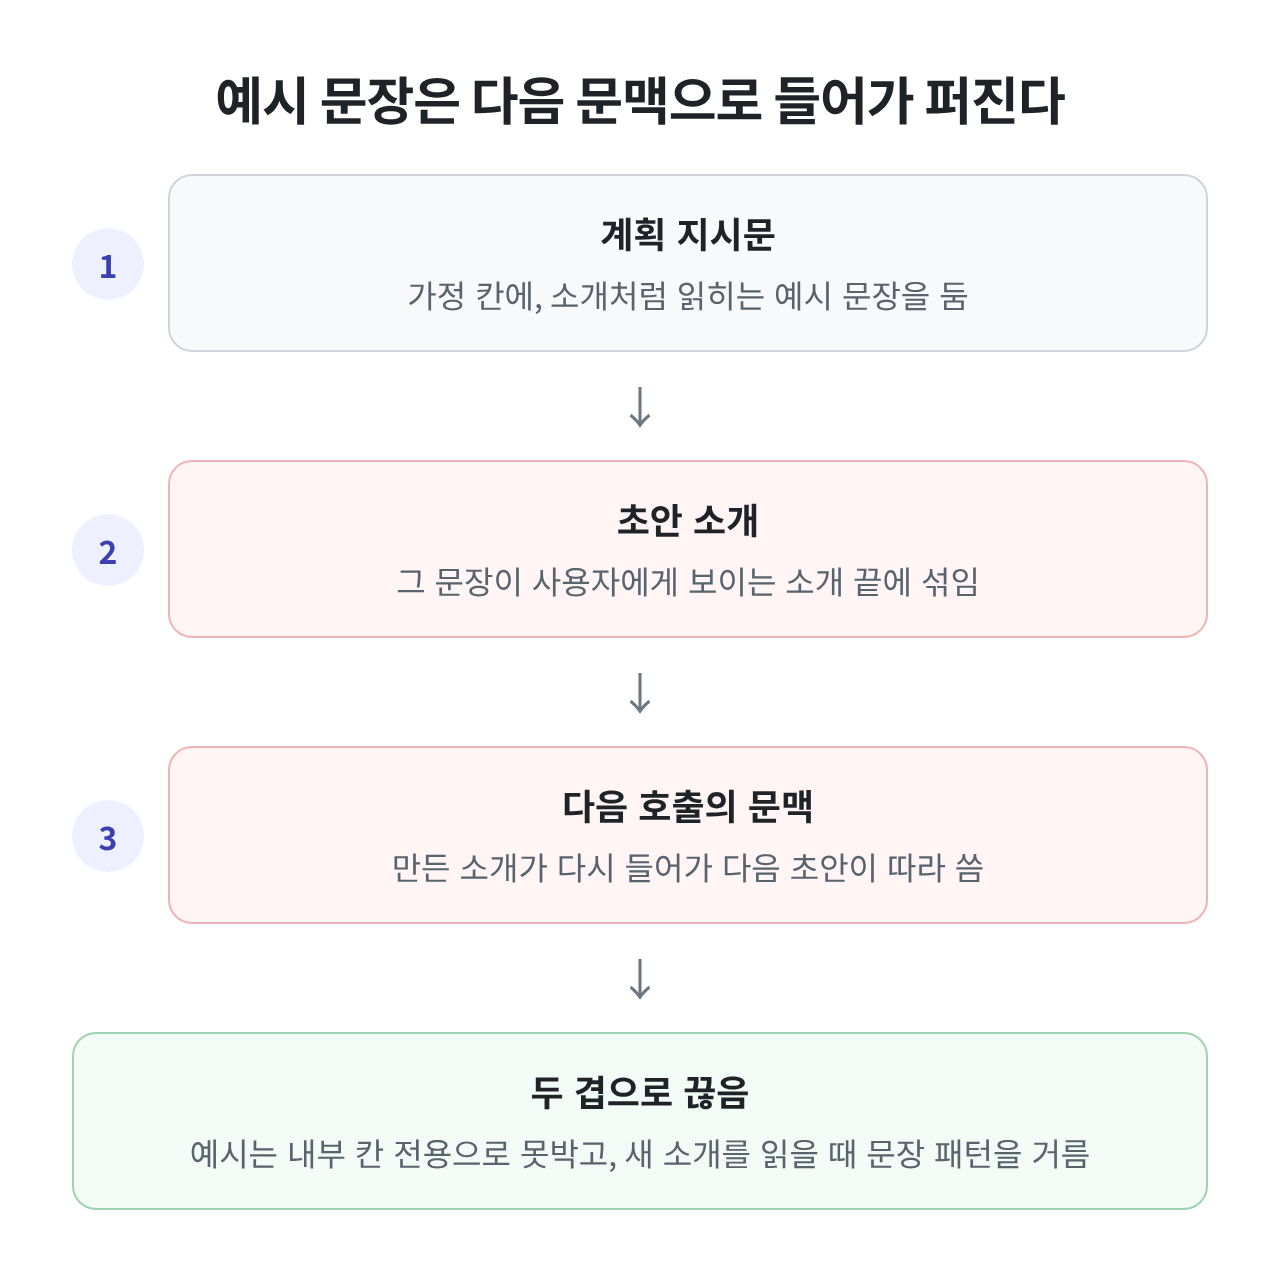 예시 문장은 다음 문맥으로 들어가 퍼진다
1
계획 지시문
가정 칸에, 소개처럼 읽히는 예시 문장을 둠
↓
2
초안 소개
그 문장이 사용자에게 보이는 소개 끝에 섞임
↓
3
다음 호출의 문맥
만든 소개가 다시 들어가 다음 초안이 따라 씀
↓
두 겹으로 끊음
예시는 내부 칸 전용으로 못박고, 새 소개를 읽을 때 문장 패턴을 거름